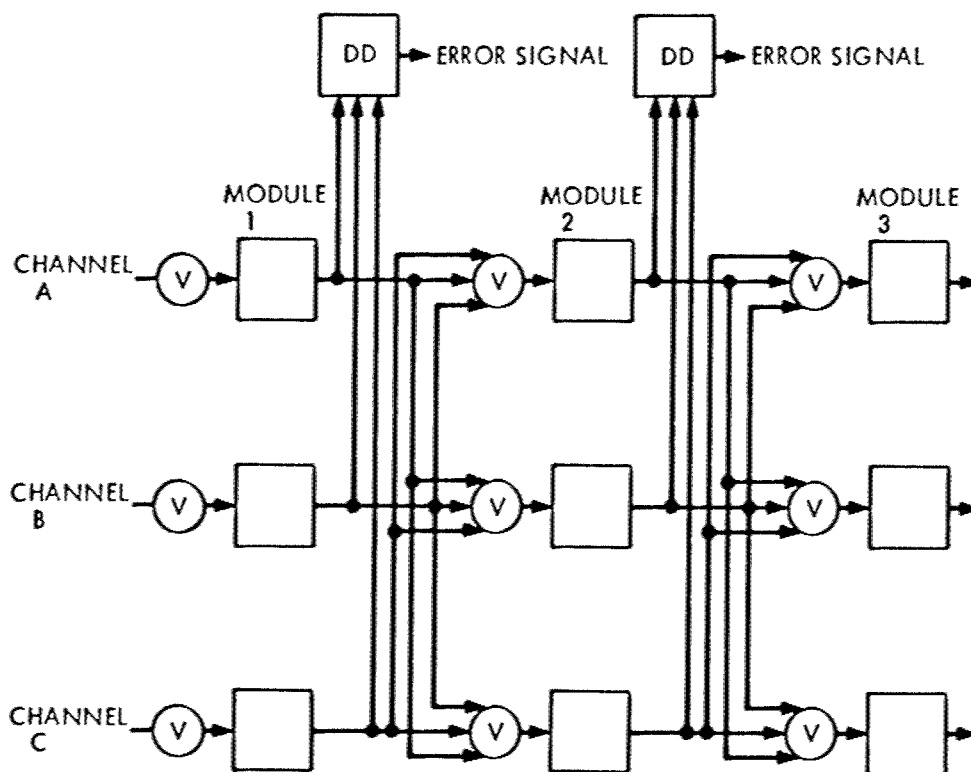 DD
ERROR SIGNAL
DD
ERROR SIGNAL
MODULE
1
MODULE
2
MODULE
3
CHANNEL
A
V
V
V
CHANNEL
B
V
V
V
CHANNEL
C
V
V
V